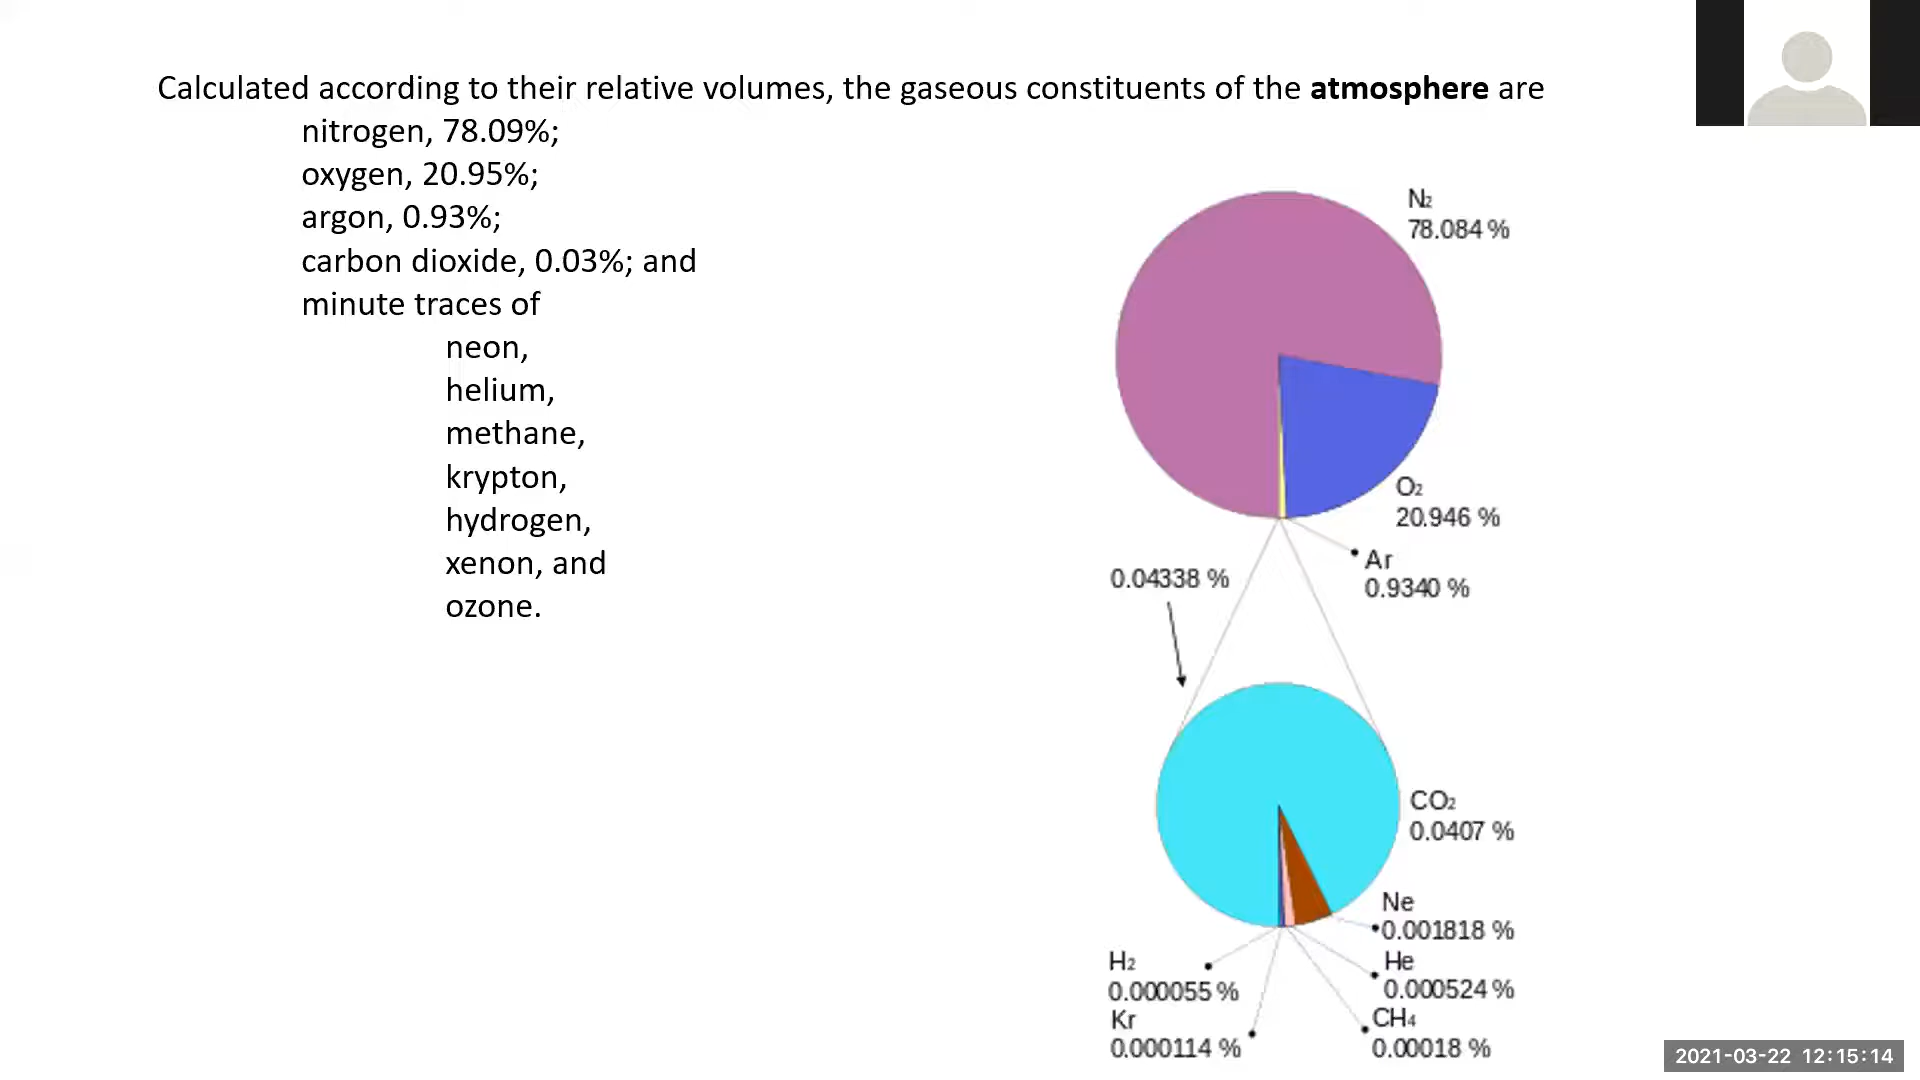 Calculated according to their relative volumes, the gaseous constituents of the atmosphere are
nitrogen, 78.09%;
oxygen, 20.95%;
argon, 0.93%;
carbon dioxide, 0.03%; and
minute traces of
neon,
helium,
methane,
krypton,
hydrogen,
xenon, and
ozone.
N₂
78.084 %
O₂
20.946 %
Ar
0.9340 %
0.04338 %
CO₂
0.0407 %
Ne
0.001818 %
He
0.000524 %
CH₄
0.00018 %
H₂
0.000055 %
Kr
0.000114 %
2021-03-22 12:15:14